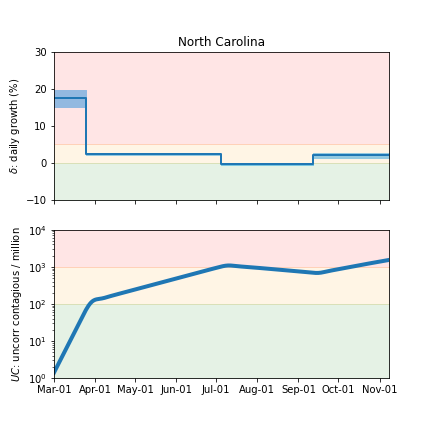 North Carolina
δ: daily growth (%)
30
20
10
0
−10
UC: uncorr contagious / million
10⁴
10³
10²
10¹
10⁰
Mar-01 Apr-01 May-01 Jun-01 Jul-01 Aug-01 Sep-01 Oct-01 Nov-01